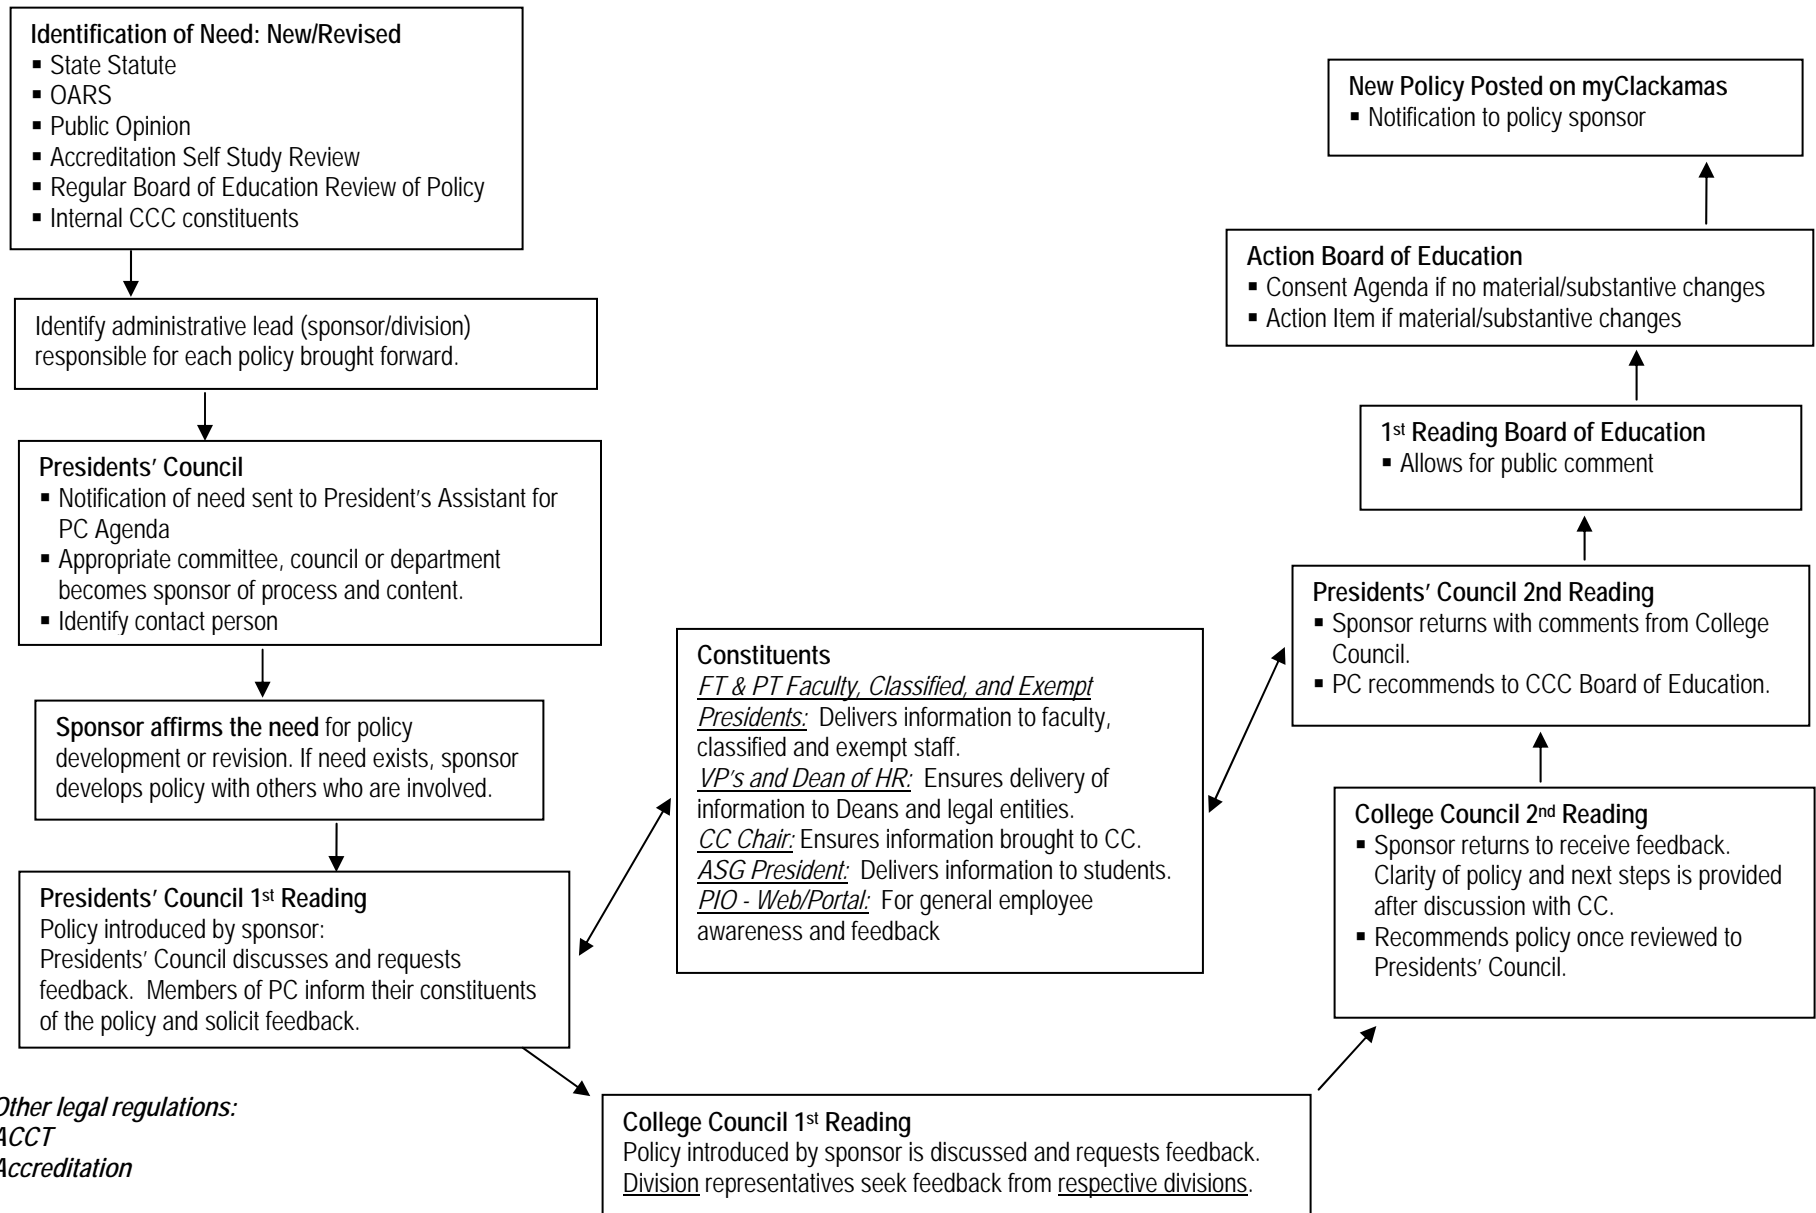 Identification of Need: New/Revised
▪ State Statute
▪ OARS
▪ Public Opinion
▪ Accreditation Self Study Review
▪ Regular Board of Education Review of Policy
▪ Internal CCC constituents
Identify administrative lead (sponsor/division)
responsible for each policy brought forward.
Presidents’ Council
▪ Notification of need sent to President’s Assistant for
PC Agenda
▪ Appropriate committee, council or department
becomes sponsor of process and content.
▪ Identify contact person
Sponsor affirms the need for policy
development or revision. If need exists, sponsor
develops policy with others who are involved.
Presidents’ Council 1st Reading
Policy introduced by sponsor:
Presidents’ Council discusses and requests
feedback.  Members of PC inform their constituents
of the policy and solicit feedback.
Other legal regulations:
ACCT
Accreditation
College Council 1st Reading
Policy introduced by sponsor is discussed and requests feedback.
Division representatives seek feedback from respective divisions.
Constituents
FT & PT Faculty, Classified, and Exempt
Presidents:  Delivers information to faculty,
classified and exempt staff.
VP’s and Dean of HR:  Ensures delivery of
information to Deans and legal entities.
CC Chair: Ensures information brought to CC.
ASG President:  Delivers information to students.
PIO - Web/Portal:  For general employee
awareness and feedback
College Council 2nd Reading
▪ Sponsor returns to receive feedback.
Clarity of policy and next steps is provided
after discussion with CC.
▪ Recommends policy once reviewed to
Presidents’ Council.
Presidents’ Council 2nd Reading
▪ Sponsor returns with comments from College
Council.
▪ PC recommends to CCC Board of Education.
1st Reading Board of Education
▪ Allows for public comment
Action Board of Education
▪ Consent Agenda if no material/substantive changes
▪ Action Item if material/substantive changes
New Policy Posted on myClackamas
▪ Notification to policy sponsor